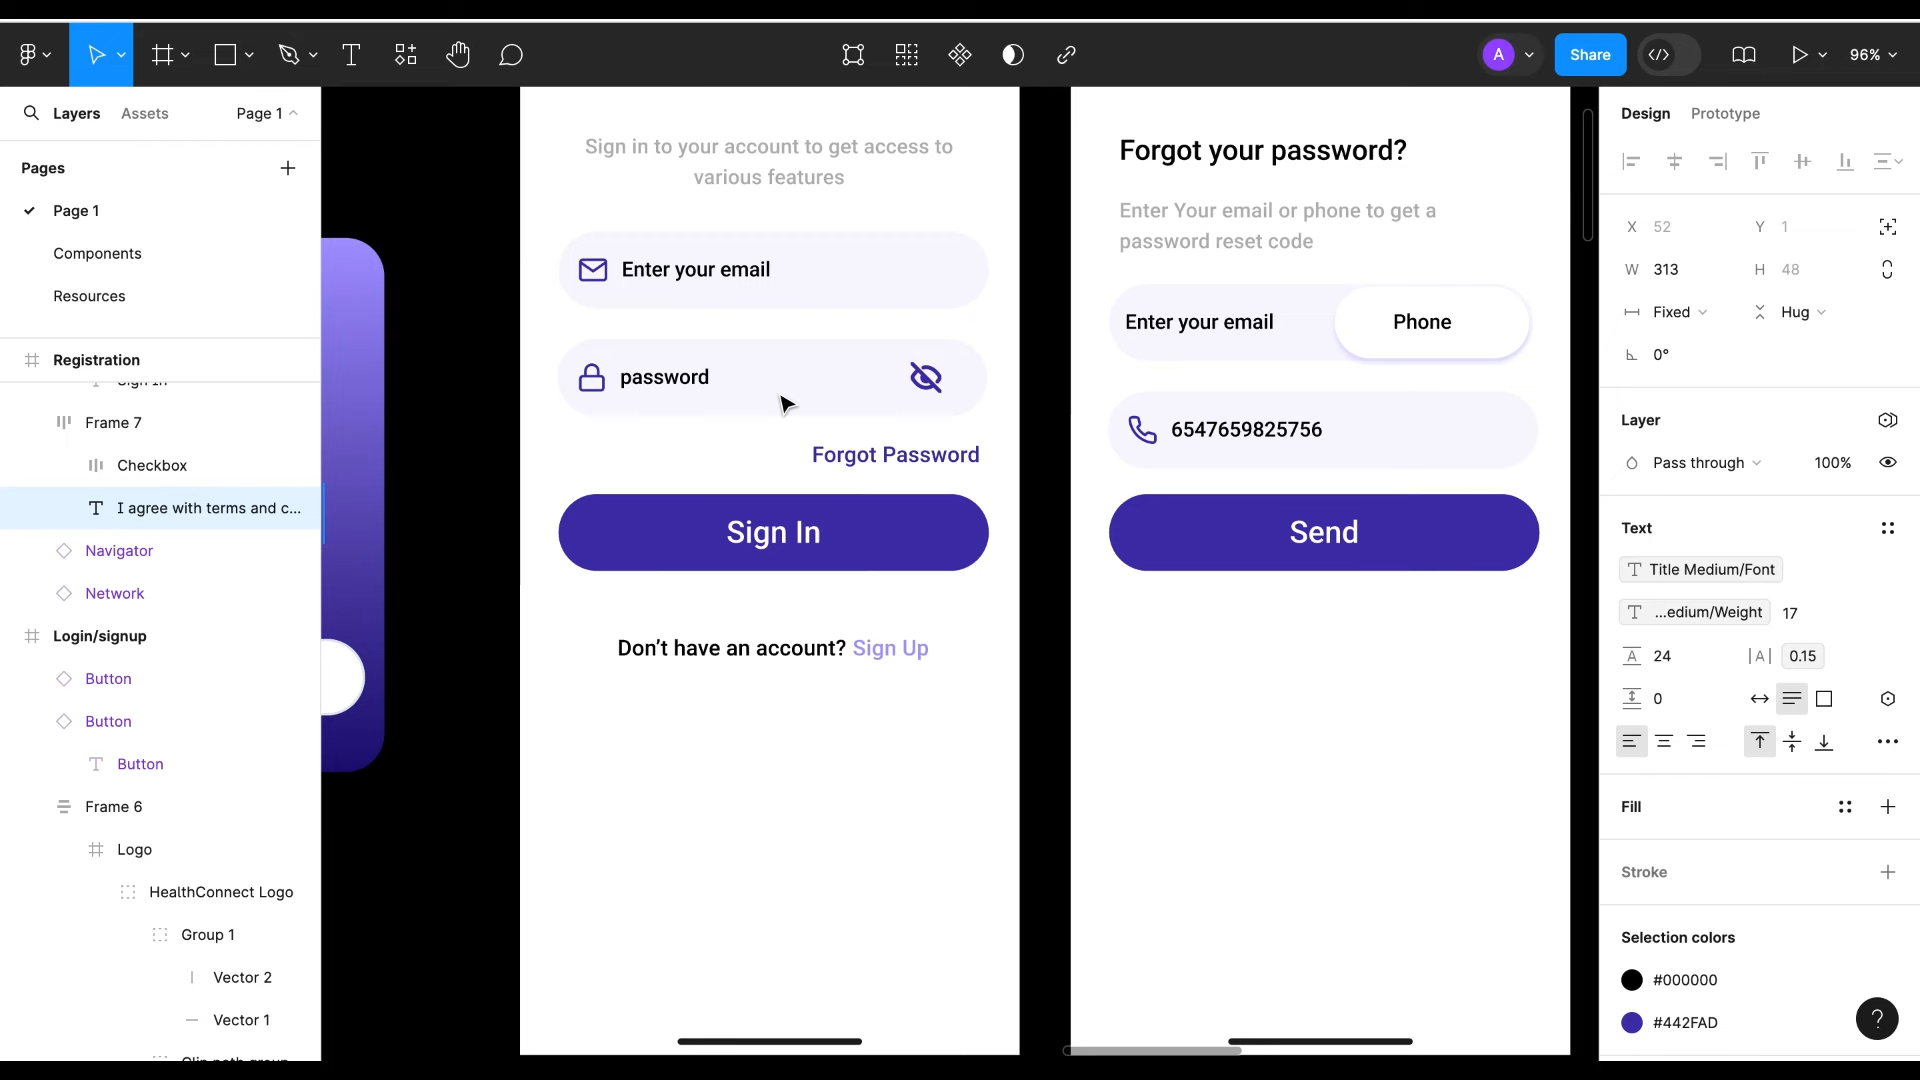 A
Share
96%
Layers
Assets
Page 1
Pages
Page 1
Components
Resources
Registration
Sign In
Frame 7
Checkbox
I agree with terms and c...
Navigator
Network
Login/signup
Button
Button
Button
Frame 6
Logo
HealthConnect Logo
Group 1
Vector 2
Vector 1
Clip path group
Sign in to your account to get access to
various features
Enter your email
password
Forgot Password
Sign In
Don’t have an account? Sign Up
Forgot your password?
Enter Your email or phone to get a
password reset code
Enter your email
Phone
6547659825756
Send
Design
Prototype
X 52
Y 1
W 313
H 48
Fixed
Hug
0°
Layer
Pass through
100%
Text
Title Medium/Font
...edium/Weight
17
24
|A| 0.15
0
Fill
Stroke
Selection colors
#000000
#442FAD
?